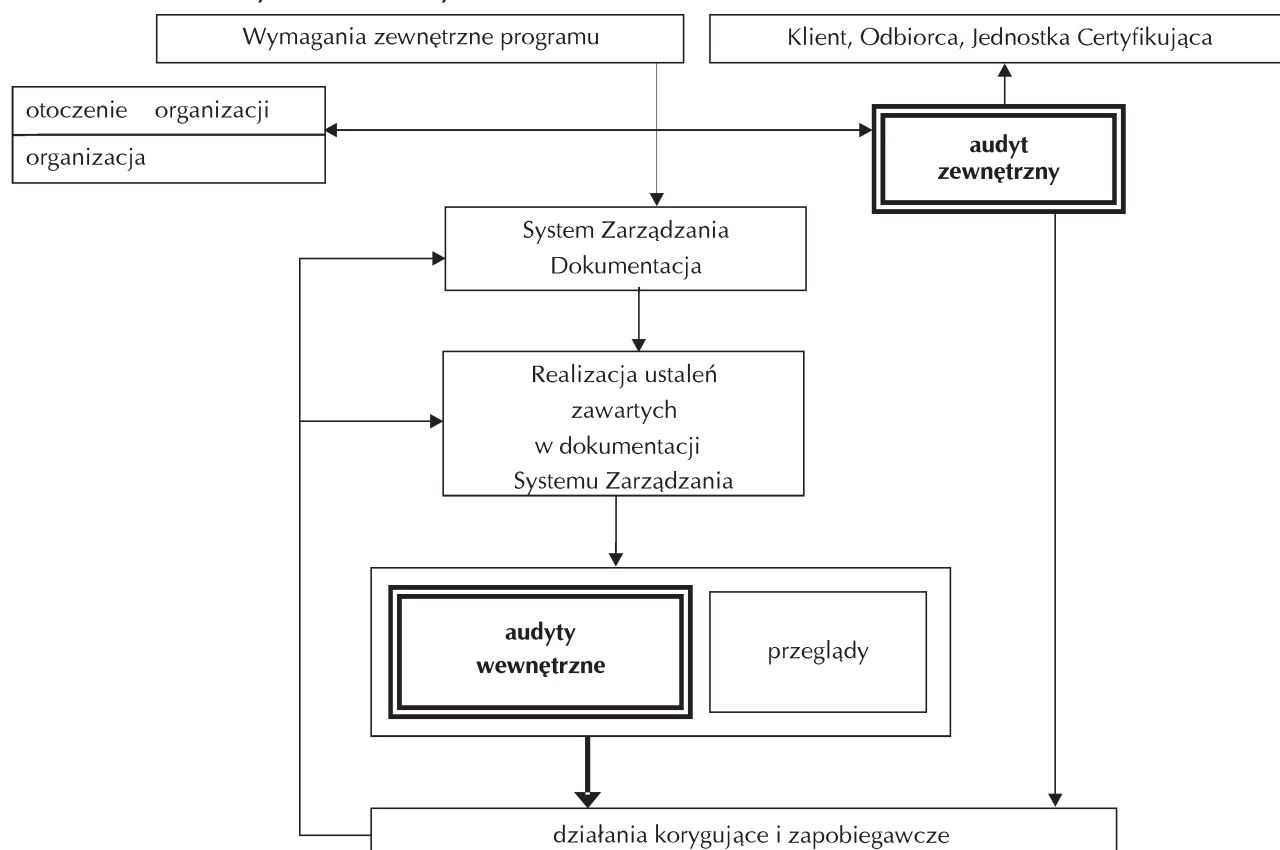 Wymagania zewnętrzne programu
Klient, Odbiorca, Jednostka Certyfikująca
otoczenie organizacji
organizacja
audyt
zewnętrzny
System Zarządzania
Dokumentacja
Realizacja ustaleń
zawartych
w dokumentacji
Systemu Zarządzania
audyty
wewnętrzne
przeglądy
działania korygujące i zapobiegawcze